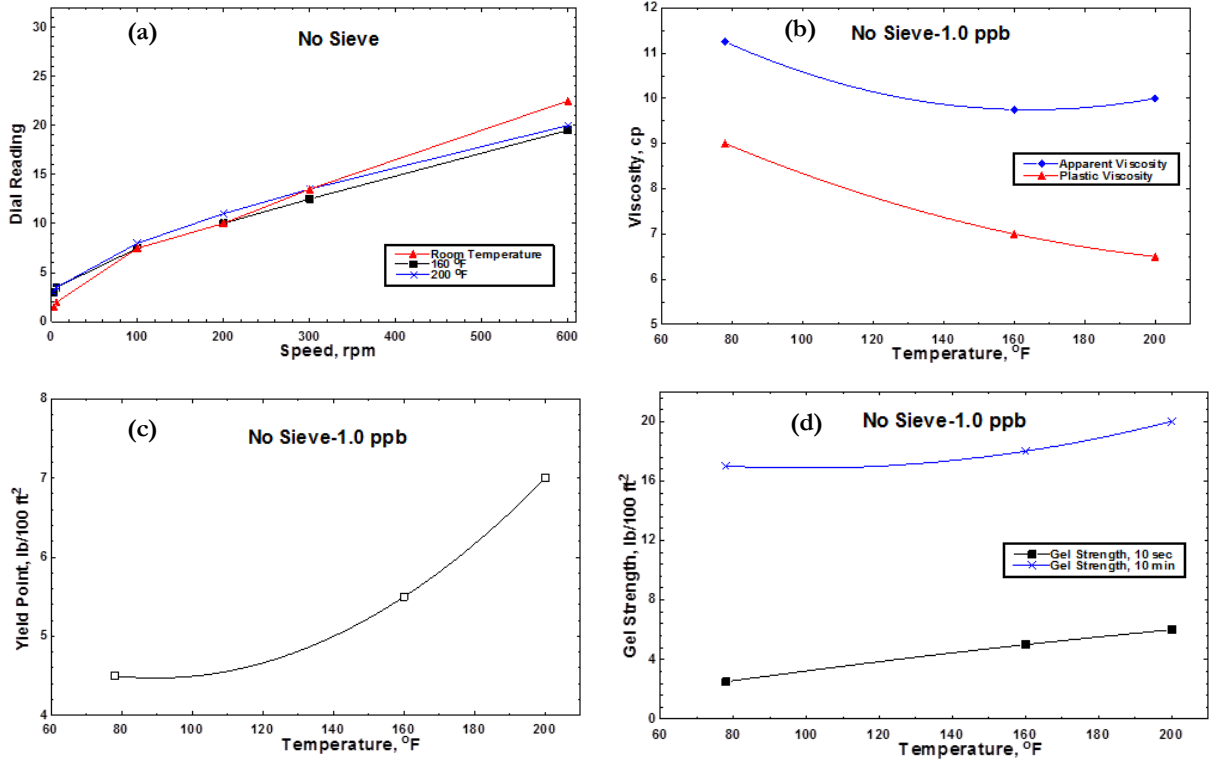 (a)
No Sieve
Dial Reading
30
25
20
15
10
5
0
Room Temperature
160 °F
200 °F
0 100 200 300 400 500 600
Speed, rpm
(b)
No Sieve-1.0 ppb
Viscosity, cp
12
11
10
9
8
7
6
5
Apparent Viscosity
Plastic Viscosity
60 80 100 120 140 160 180 200
Temperature, °F
(c)
No Sieve-1.0 ppb
Yield Point, lb/100 ft²
8
7
6
5
4
60 80 100 120 140 160 180 200
Temperature, °F
(d)
No Sieve-1.0 ppb
Gel Strength, lb/100 ft²
20
16
12
8
4
0
Gel Strength, 10 sec
Gel Strength, 10 min
60 80 100 120 140 160 180 200
Temperature, °F